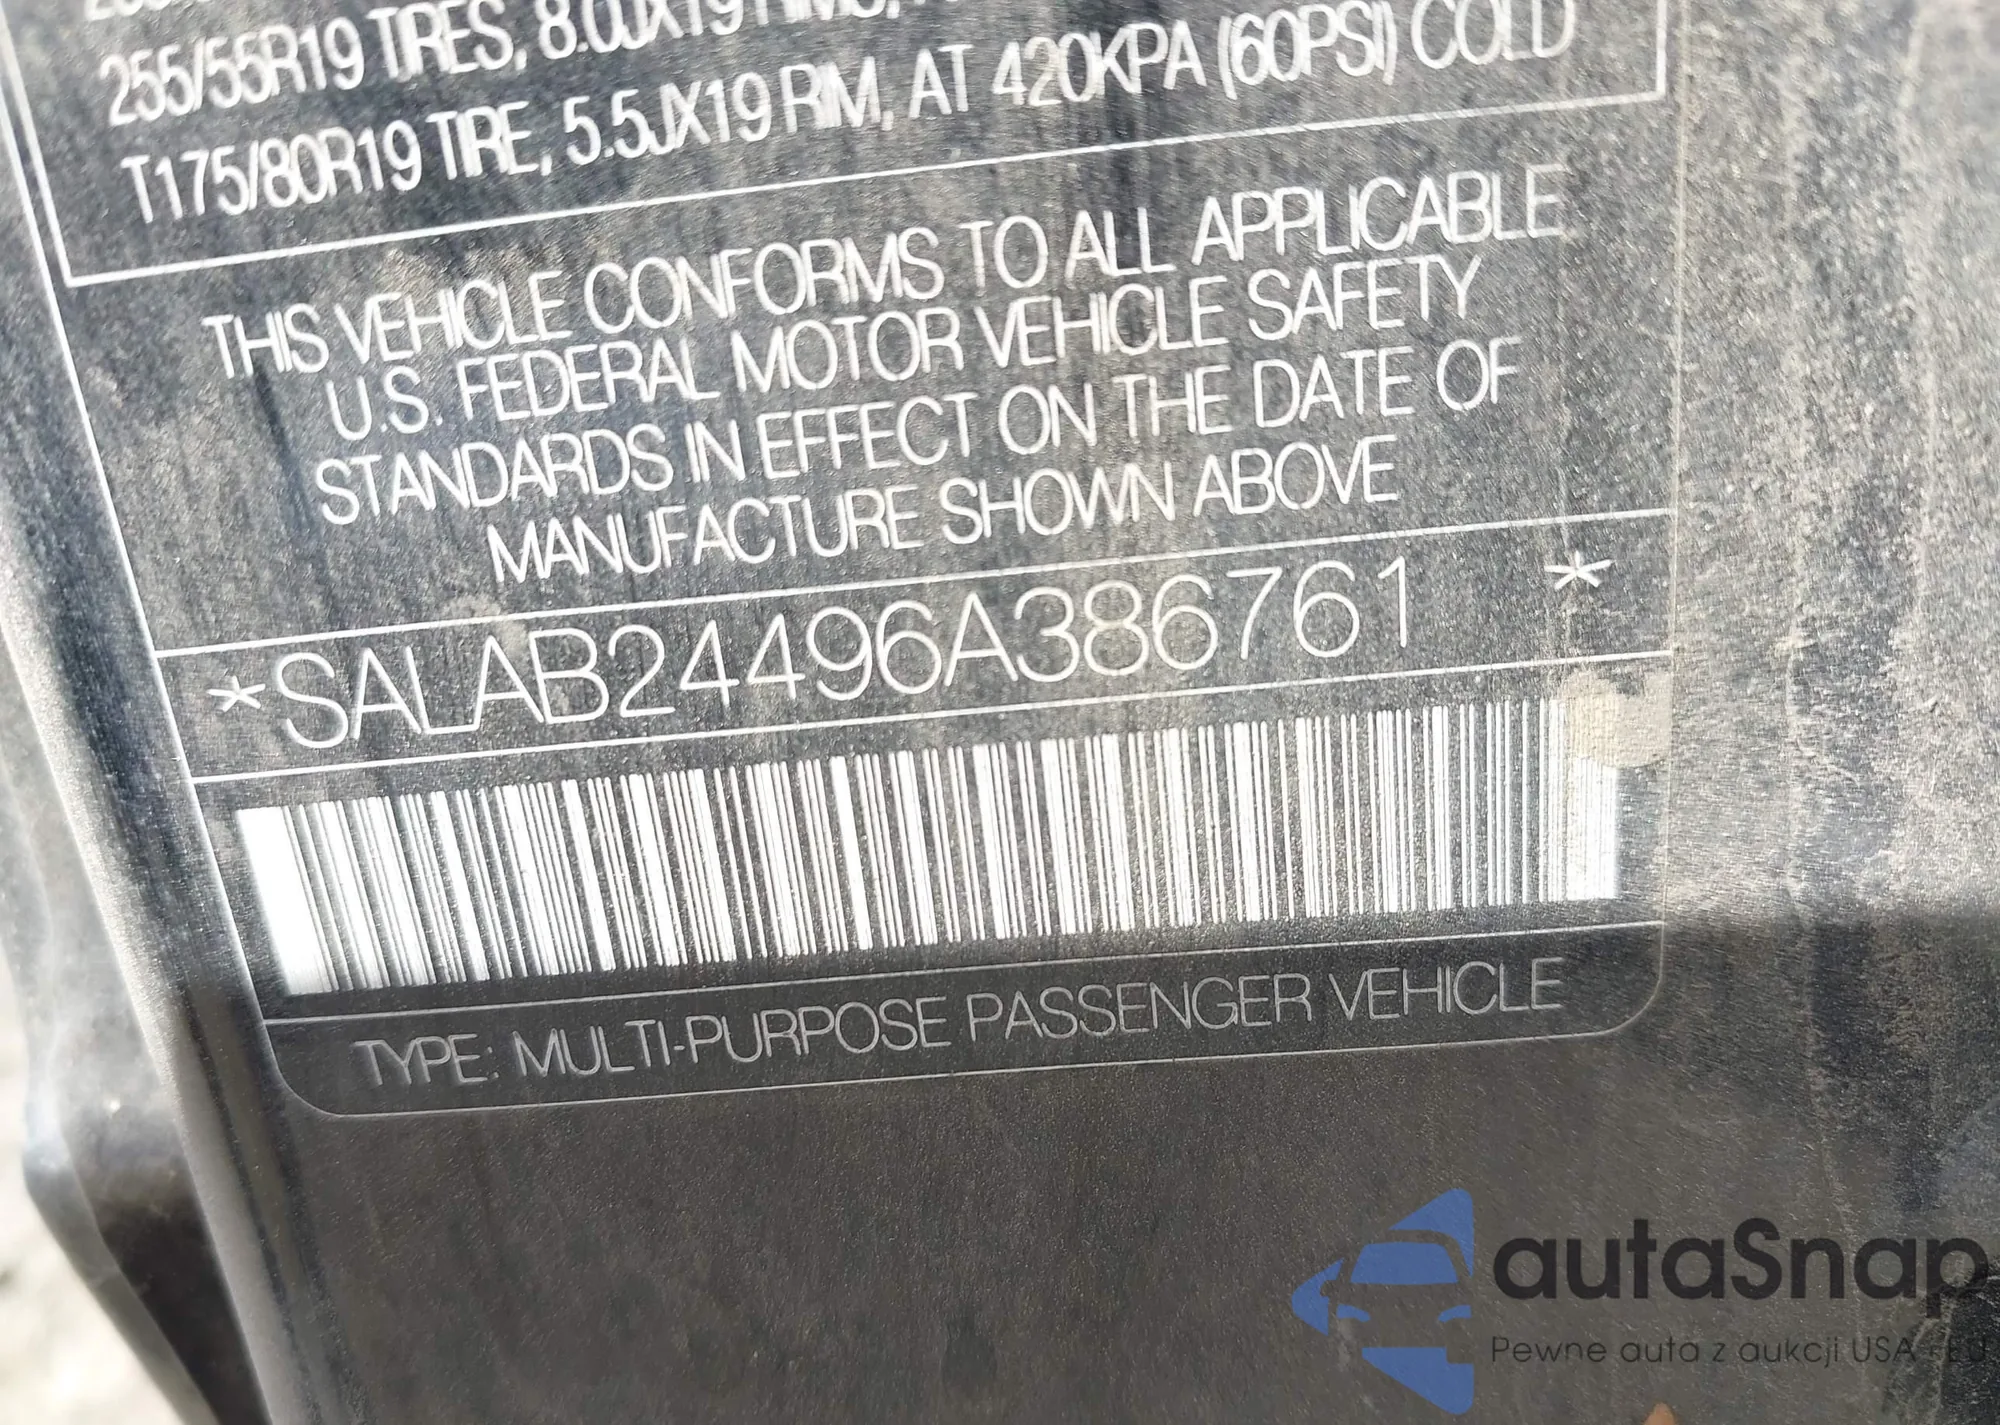 255/55R19 TIRES, 8.0JX19 RIMS,
T175/80R19 TIRE, 5.5JX19 RIM, AT 420KPA (60PSI) COLD
THIS VEHICLE CONFORMS TO ALL APPLICABLE
U.S. FEDERAL MOTOR VEHICLE SAFETY
STANDARDS IN EFFECT ON THE DATE OF
MANUFACTURE SHOWN ABOVE
*SALAB24496A386761 *
TYPE: MULTI-PURPOSE PASSENGER VEHICLE
autaSnap
Pewne auta z aukcji USA - EU